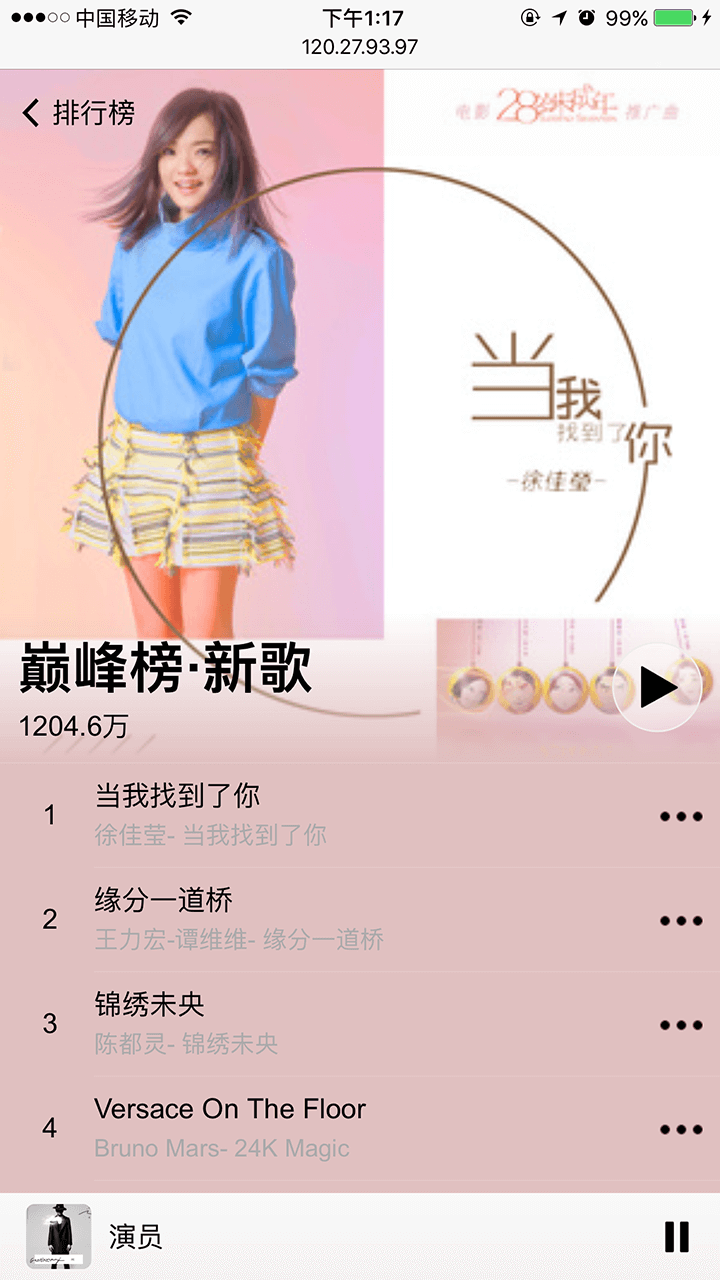 中国移动 下午1:17 99%
120.27.93.97
排行榜
电影 28岁未成年 推广曲
当我
找到了你
-徐佳瑩-
巅峰榜·新歌
1204.6万
1 当我找到了你
徐佳莹- 当我找到了你
2 缘分一道桥
王力宏-谭维维- 缘分一道桥
3 锦绣未央
陈都灵- 锦绣未央
4 Versace On The Floor
Bruno Mars- 24K Magic
演员